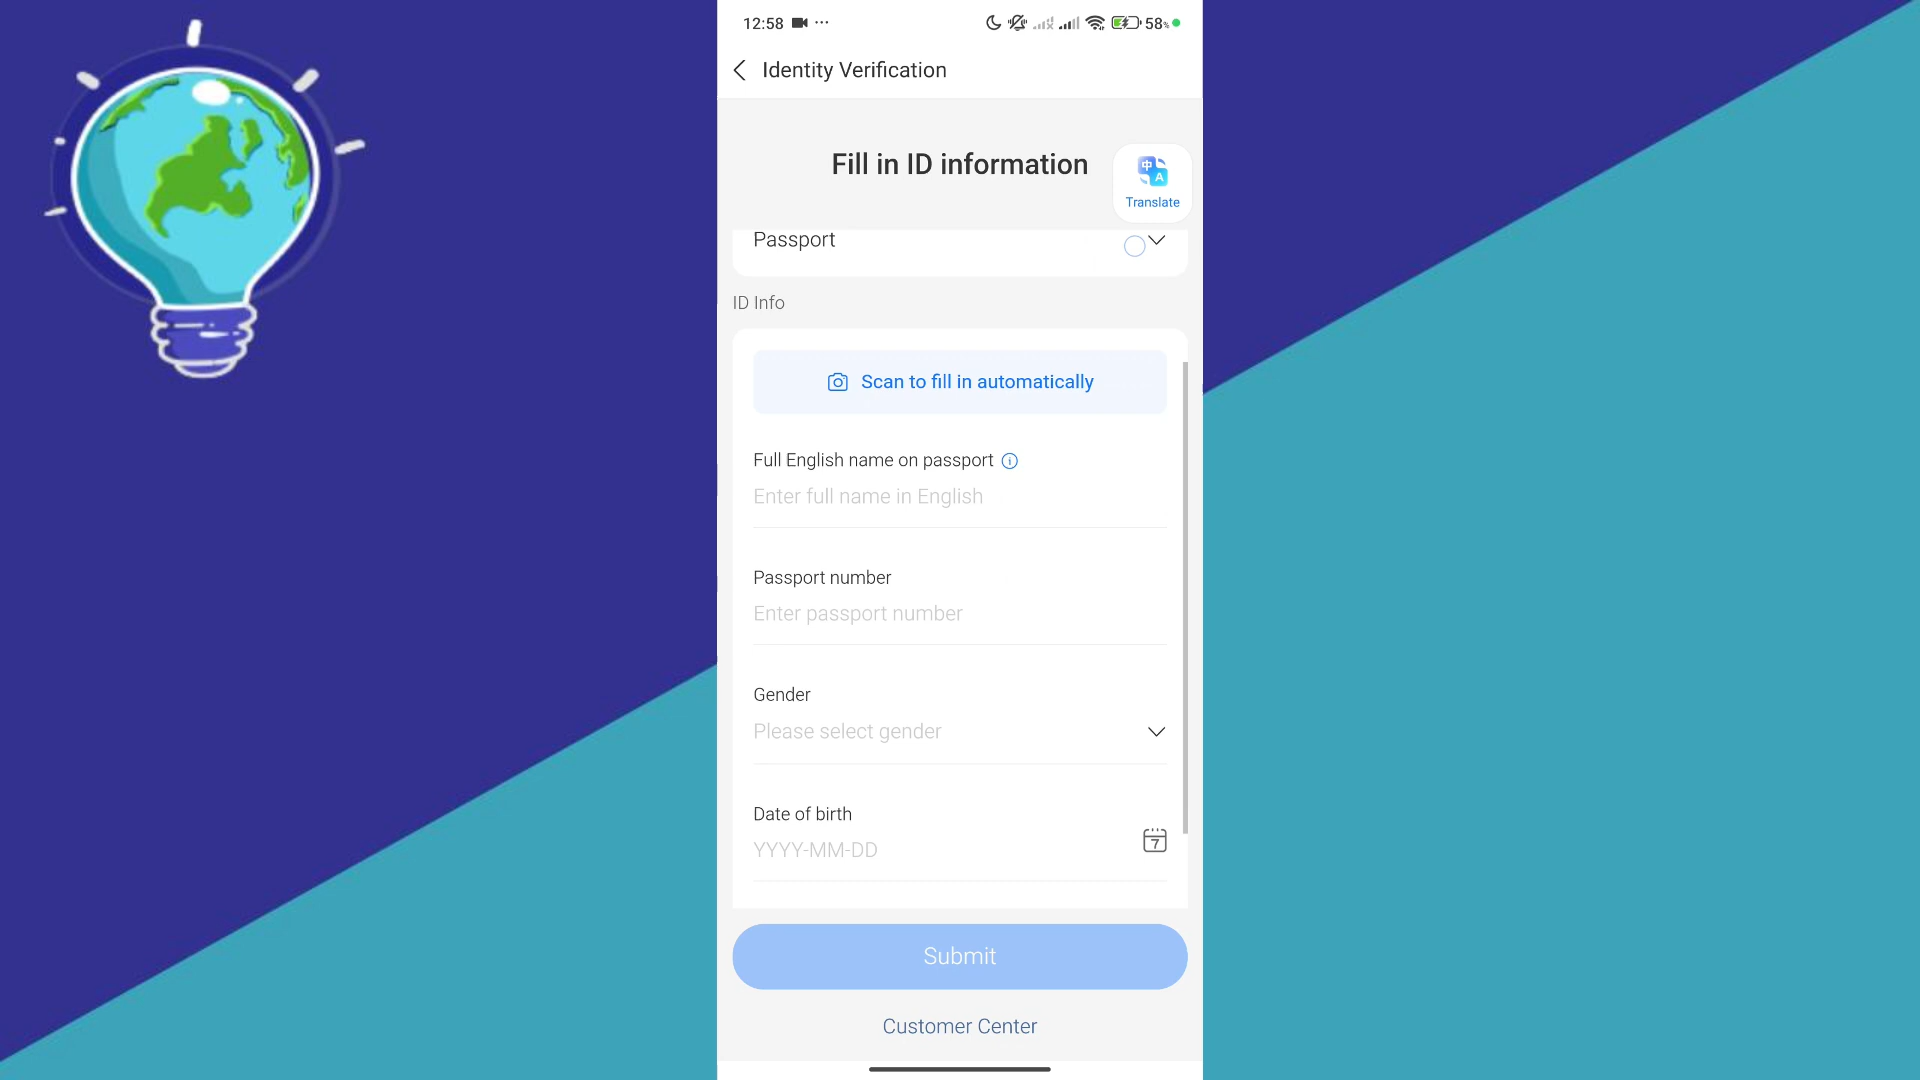 12:58 ··· 58%
Identity Verification
Fill in ID information
中
A
Translate
Passport
ID Info
Scan to fill in automatically
Full English name on passport
Enter full name in English
Passport number
Enter passport number
Gender
Please select gender
Date of birth
YYYY-MM-DD
7
Submit
Customer Center